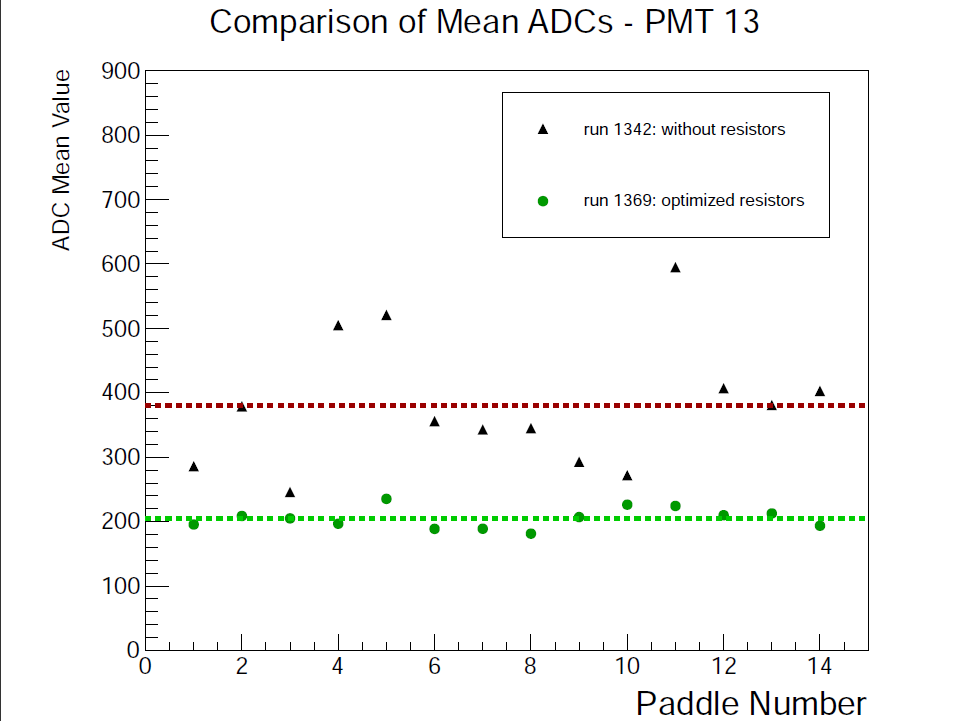 Comparison of Mean ADCs - PMT 13
ADC Mean Value
900
800
700
600
500
400
300
200
100
0
run 1342: without resistors
run 1369: optimized resistors
0 2 4 6 8 10 12 14
Paddle Number